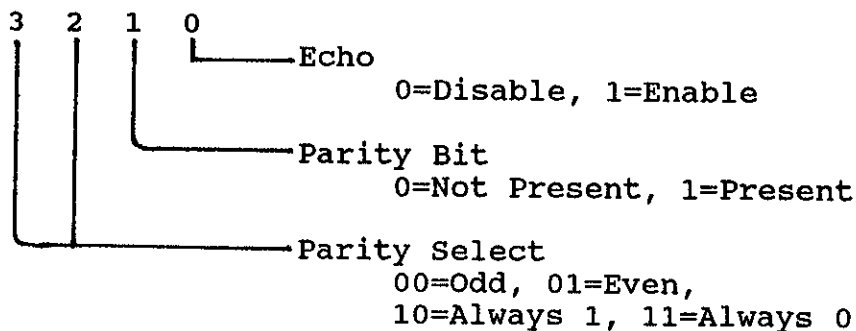 3 2 1 0
Echo
0=Disable, 1=Enable
Parity Bit
0=Not Present, 1=Present
Parity Select
00=Odd, 01=Even,
10=Always 1, 11=Always 0